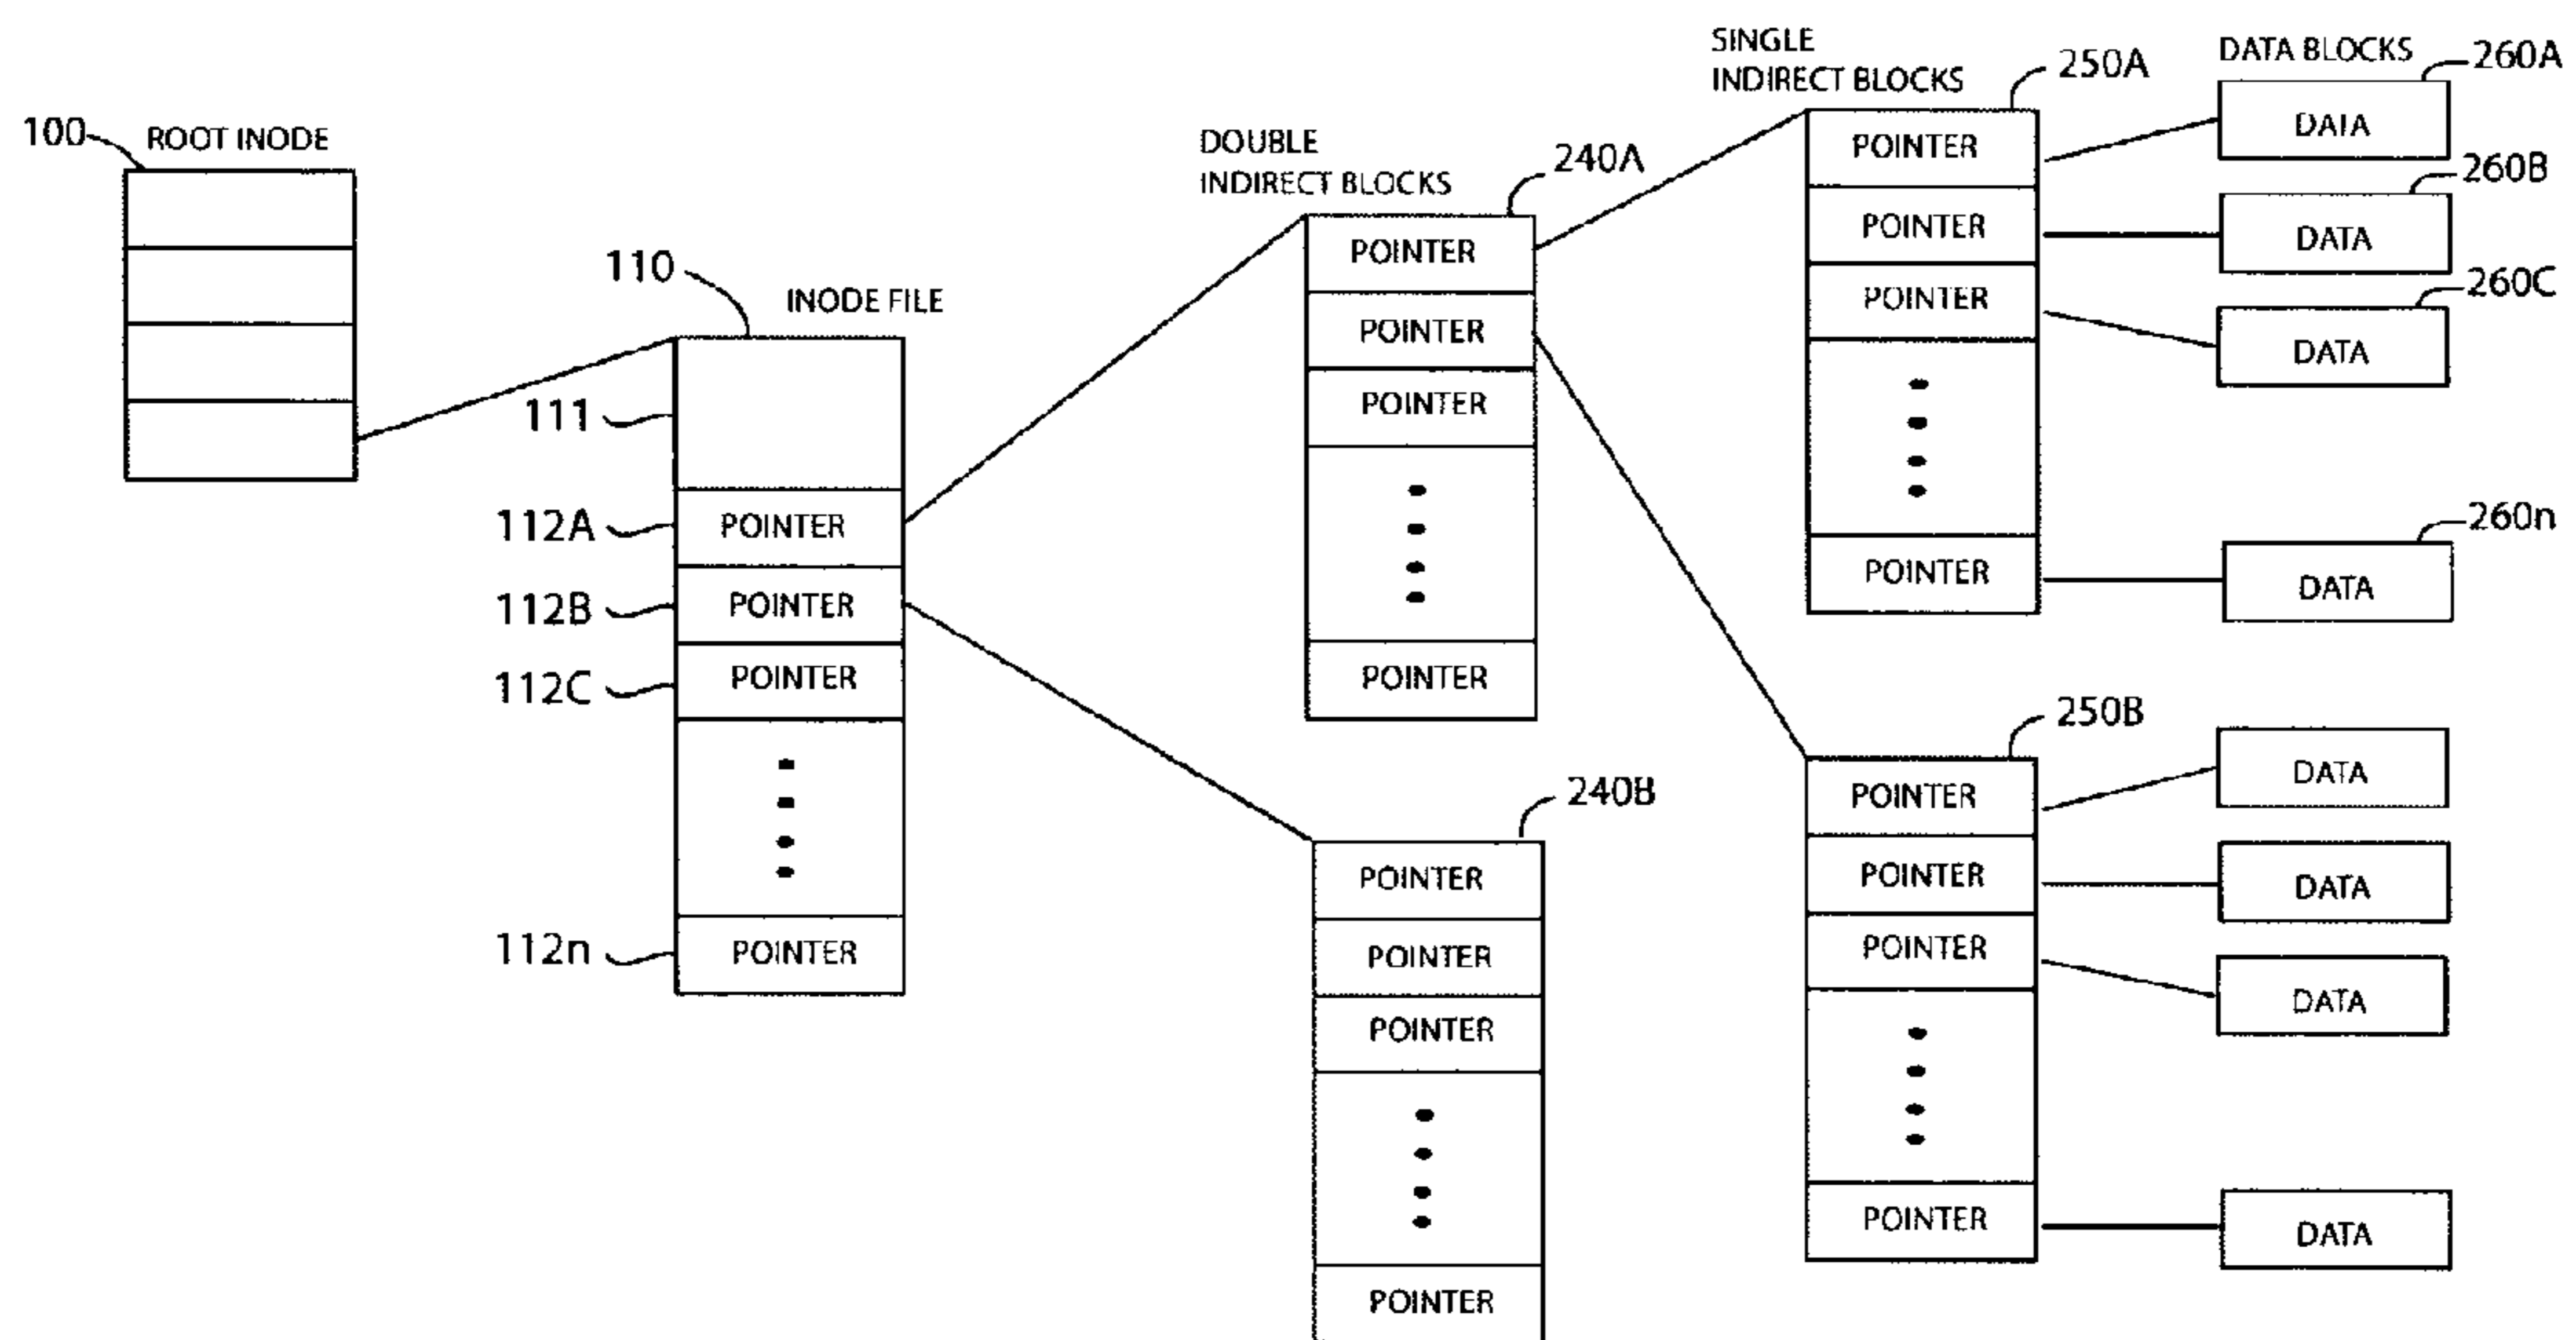 100
ROOT INODE
110
INODE FILE
111
112A
POINTER
112B
POINTER
112C
POINTER
112n
POINTER
DOUBLE
INDIRECT BLOCKS
240A
POINTER
POINTER
POINTER
POINTER
240B
POINTER
POINTER
POINTER
POINTER
SINGLE
INDIRECT BLOCKS
250A
POINTER
POINTER
POINTER
POINTER
250B
POINTER
POINTER
POINTER
POINTER
DATA BLOCKS
260A
DATA
260B
DATA
260C
DATA
260n
DATA
DATA
DATA
DATA
DATA